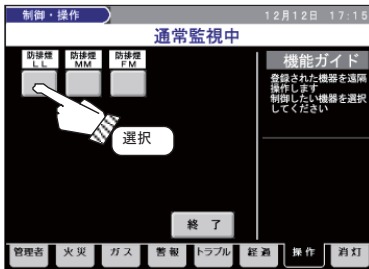 制御・操作
12月12日 17:15
通常監視中
防排煙 防排煙 防排煙
LL MM FM
機能ガイド
登録された機器を遠隔
操作します
制御したい機器を選択
してください
選択
終 了
管理者 火災 ガス 警報 トラブル 経過 操作 消灯